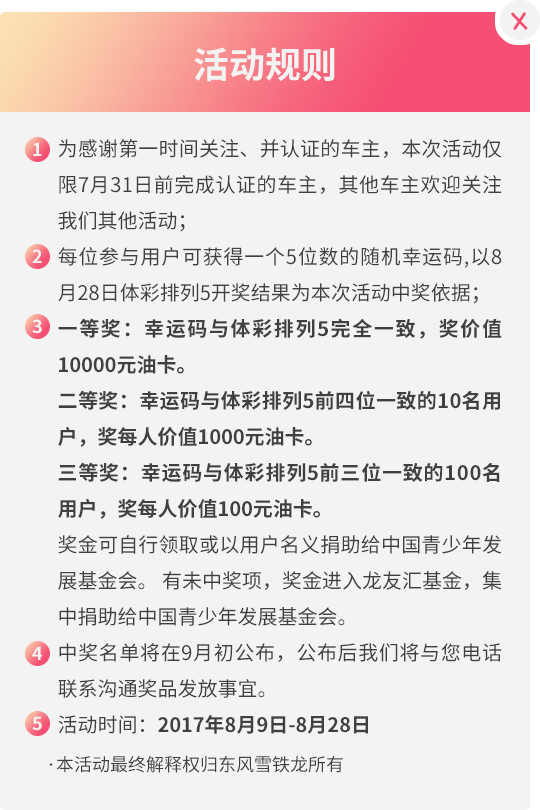 活动规则
1 为感谢第一时间关注、并认证的车主，本次活动仅
限7月31日前完成认证的车主，其他车主欢迎关注
我们其他活动；
2 每位参与用户可获得一个5位数的随机幸运码,以8
月28日体彩排列5开奖结果为本次活动中奖依据；
3 一等奖：幸运码与体彩排列5完全一致，奖价值
10000元油卡。
二等奖：幸运码与体彩排列5前四位一致的10名用
户，奖每人价值1000元油卡。
三等奖：幸运码与体彩排列5前三位一致的100名
用户，奖每人价值100元油卡。
奖金可自行领取或以用户名义捐助给中国青少年发
展基金会。 有未中奖项，奖金进入龙友汇基金，集
中捐助给中国青少年发展基金会。
4 中奖名单将在9月初公布，公布后我们将与您电话
联系沟通奖品发放事宜。
5 活动时间：2017年8月9日-8月28日
·本活动最终解释权归东风雪铁龙所有